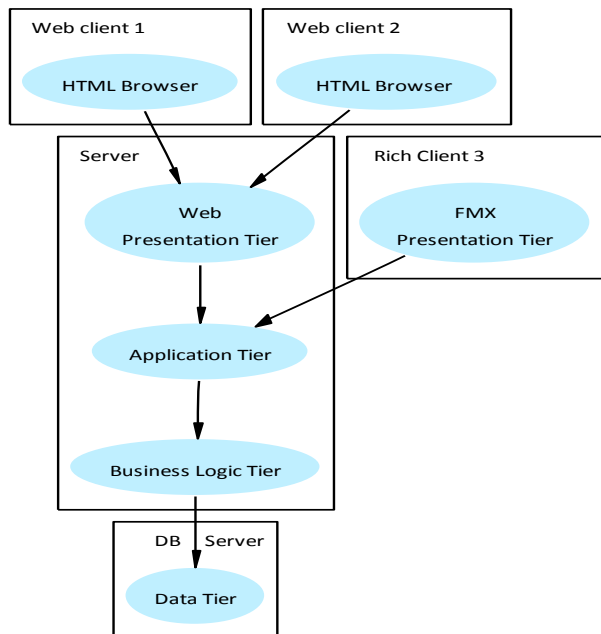 Web client 1
Web client 2
HTML Browser
HTML Browser
Server
Rich Client 3
Web
Presentation Tier
FMX
Presentation Tier
Application Tier
Business Logic Tier
DB Server
Data Tier